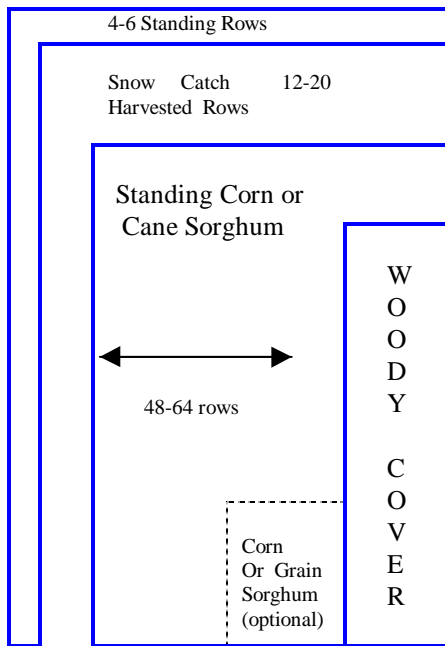 4-6 Standing Rows
Snow Catch 12-20
Harvested Rows
Standing Corn or
Cane Sorghum
48-64 rows
W
O
O
D
Y
C
O
V
E
R
Corn
Or Grain
Sorghum
(optional)